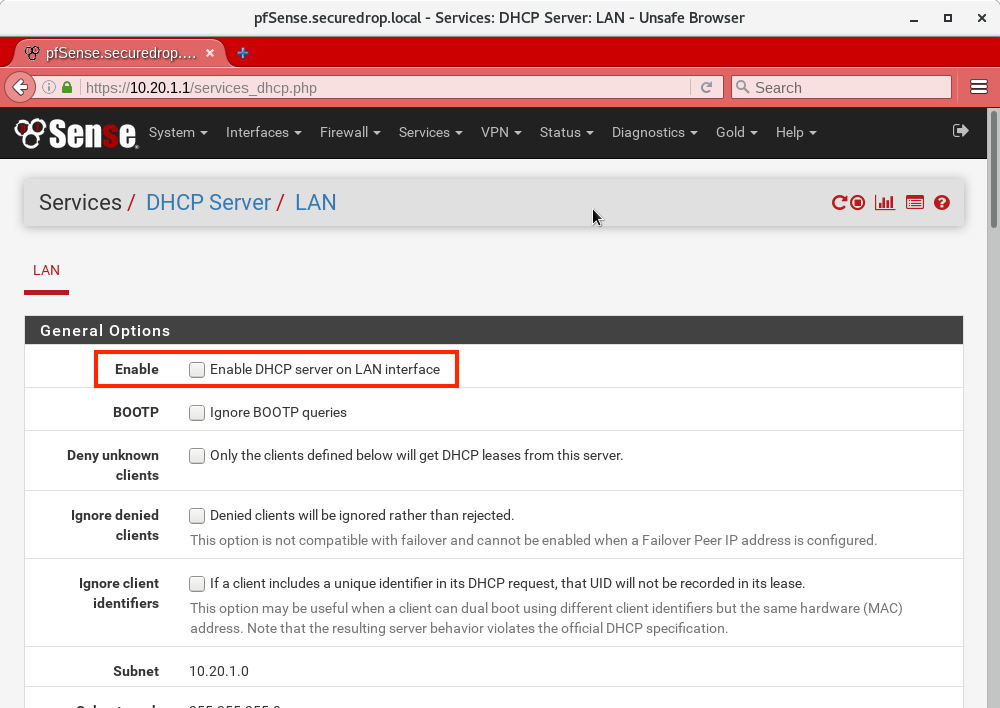 pfSense.securedrop.local - Services: DHCP Server: LAN - Unsafe Browser
pfSense.securedrop....
https://10.20.1.1/services_dhcp.php
Search
Sense
System Interfaces Firewall Services VPN Status Diagnostics Gold Help
Services / DHCP Server / LAN
LAN
General Options
Enable Enable DHCP server on LAN interface
BOOTP Ignore BOOTP queries
Deny unknown Only the clients defined below will get DHCP leases from this server.
clients
Ignore denied Denied clients will be ignored rather than rejected.
clients This option is not compatible with failover and cannot be enabled when a Failover Peer IP address is configured.
Ignore client If a client includes a unique identifier in its DHCP request, that UID will not be recorded in its lease.
identifiers This option may be useful when a client can dual boot using different client identifiers but the same hardware (MAC)
address. Note that the resulting server behavior violates the official DHCP specification.
Subnet 10.20.1.0